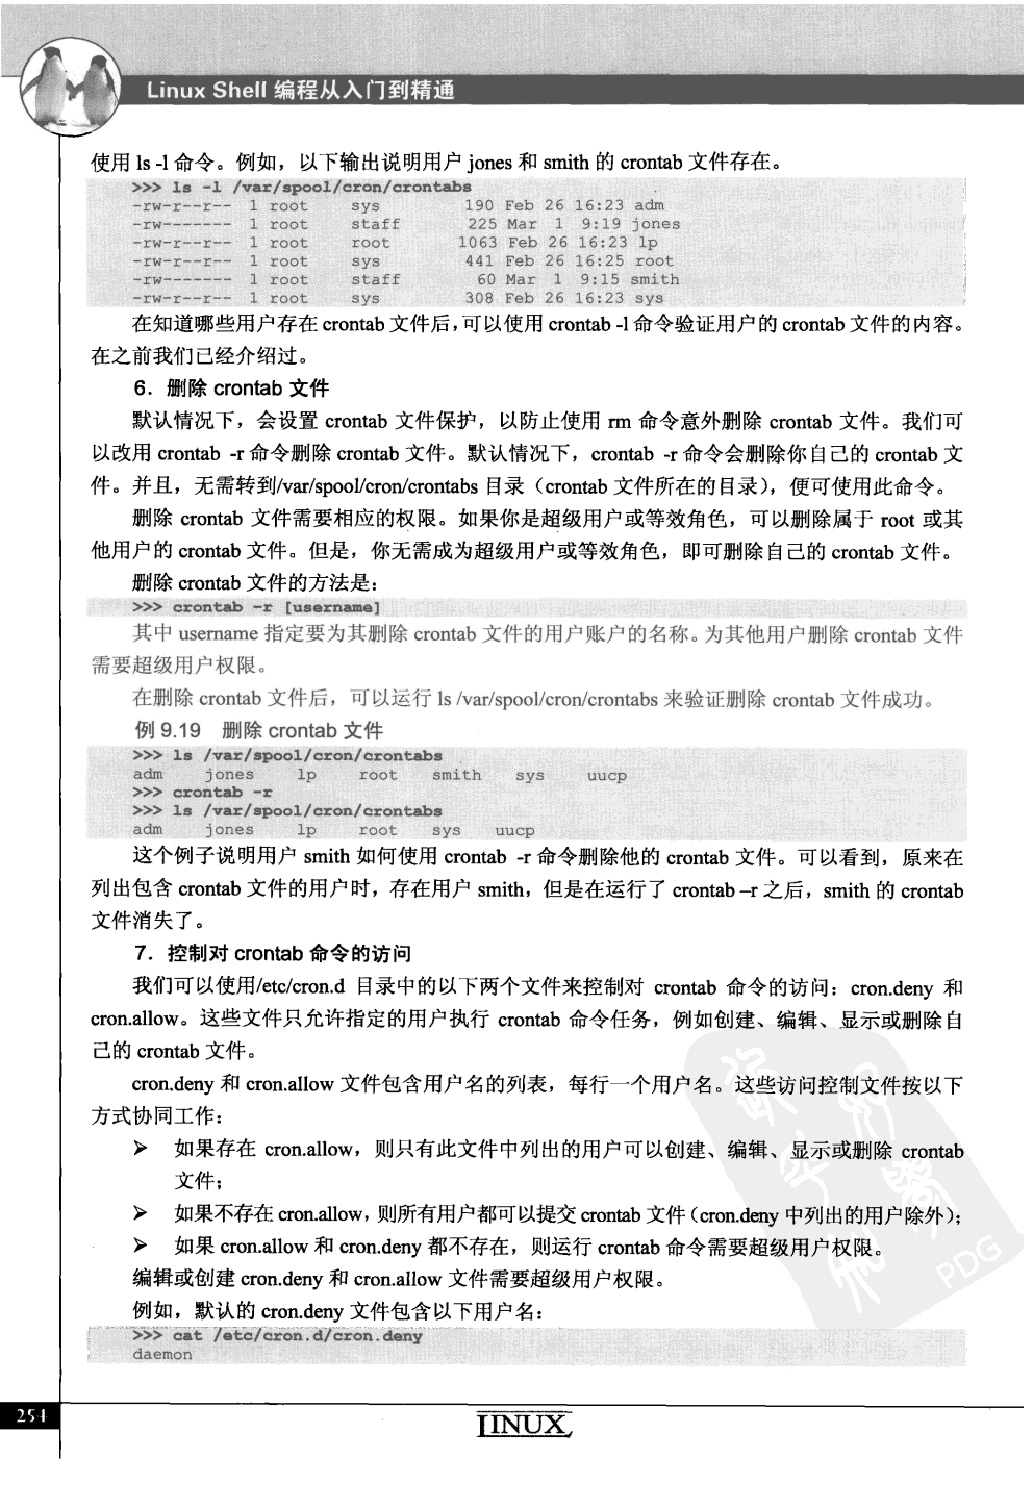 Linux Shell 编程从入门到精通
使用 ls -l 命令。例如，以下输出说明用户 jones 和 smith 的 crontab 文件存在。
>>> ls -l /var/spool/cron/crontabs
-rw-r--r-- 1 root sys 190 Feb 26 16:23 adm
-rw------- 1 root staff 225 Mar 1 9:19 jones
-rw-r--r-- 1 root root 1063 Feb 26 16:23 lp
-rw-r--r-- 1 root sys 441 Feb 26 16:25 root
-rw------- 1 root staff 60 Mar 1 9:15 smith
-rw-r--r-- 1 root sys 308 Feb 26 16:23 sys
在知道哪些用户存在 crontab 文件后，可以使用 crontab -l 命令验证用户的 crontab 文件的内容。
在之前我们已经介绍过。
6．删除 crontab 文件
默认情况下，会设置 crontab 文件保护，以防止使用 rm 命令意外删除 crontab 文件。我们可
以改用 crontab -r 命令删除 crontab 文件。默认情况下，crontab -r 命令会删除你自己的 crontab 文
件。并且，无需转到/var/spool/cron/crontabs 目录（crontab 文件所在的目录），便可使用此命令。
删除 crontab 文件需要相应的权限。如果你是超级用户或等效角色，可以删除属于 root 或其
他用户的 crontab 文件。但是，你无需成为超级用户或等效角色，即可删除自己的 crontab 文件。
删除 crontab 文件的方法是：
>>> crontab -r [username]
其中 username 指定要为其删除 crontab 文件的用户账户的名称。为其他用户删除 crontab 文件
需要超级用户权限。
在删除 crontab 文件后，可以运行 ls /var/spool/cron/crontabs 来验证删除 crontab 文件成功。
例 9.19 删除 crontab 文件
>>> ls /var/spool/cron/crontabs
adm jones lp root smith sys uucp
>>> crontab -r
>>> ls /var/spool/cron/crontabs
adm jones lp root sys uucp
这个例子说明用户 smith 如何使用 crontab -r 命令删除他的 crontab 文件。可以看到，原来在
列出包含 crontab 文件的用户时，存在用户 smith，但是在运行了 crontab –r 之后，smith 的 crontab
文件消失了。
7．控制对 crontab 命令的访问
我们可以使用/etc/cron.d 目录中的以下两个文件来控制对 crontab 命令的访问：cron.deny 和
cron.allow。这些文件只允许指定的用户执行 crontab 命令任务，例如创建、编辑、显示或删除自
己的 crontab 文件。
cron.deny 和 cron.allow 文件包含用户名的列表，每行一个用户名。这些访问控制文件按以下
方式协同工作：
➢ 如果存在 cron.allow，则只有此文件中列出的用户可以创建、编辑、显示或删除 crontab
文件；
➢ 如果不存在 cron.allow，则所有用户都可以提交 crontab 文件（cron.deny 中列出的用户除外）；
➢ 如果 cron.allow 和 cron.deny 都不存在，则运行 crontab 命令需要超级用户权限。
编辑或创建 cron.deny 和 cron.allow 文件需要超级用户权限。
例如，默认的 cron.deny 文件包含以下用户名：
>>> cat /etc/cron.d/cron.deny
daemon
PDG
254
LINUX